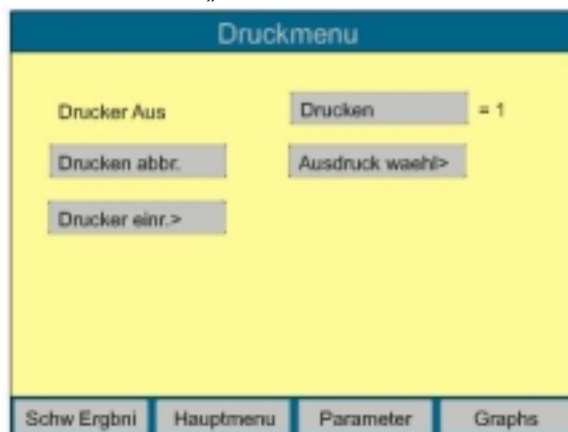 Druckmenu
Drucker Aus
Drucken = 1
Drucken abbr.
Ausdruck waehl>
Drucker einr.>
Schw Ergbni
Hauptmenu
Parameter
Graphs